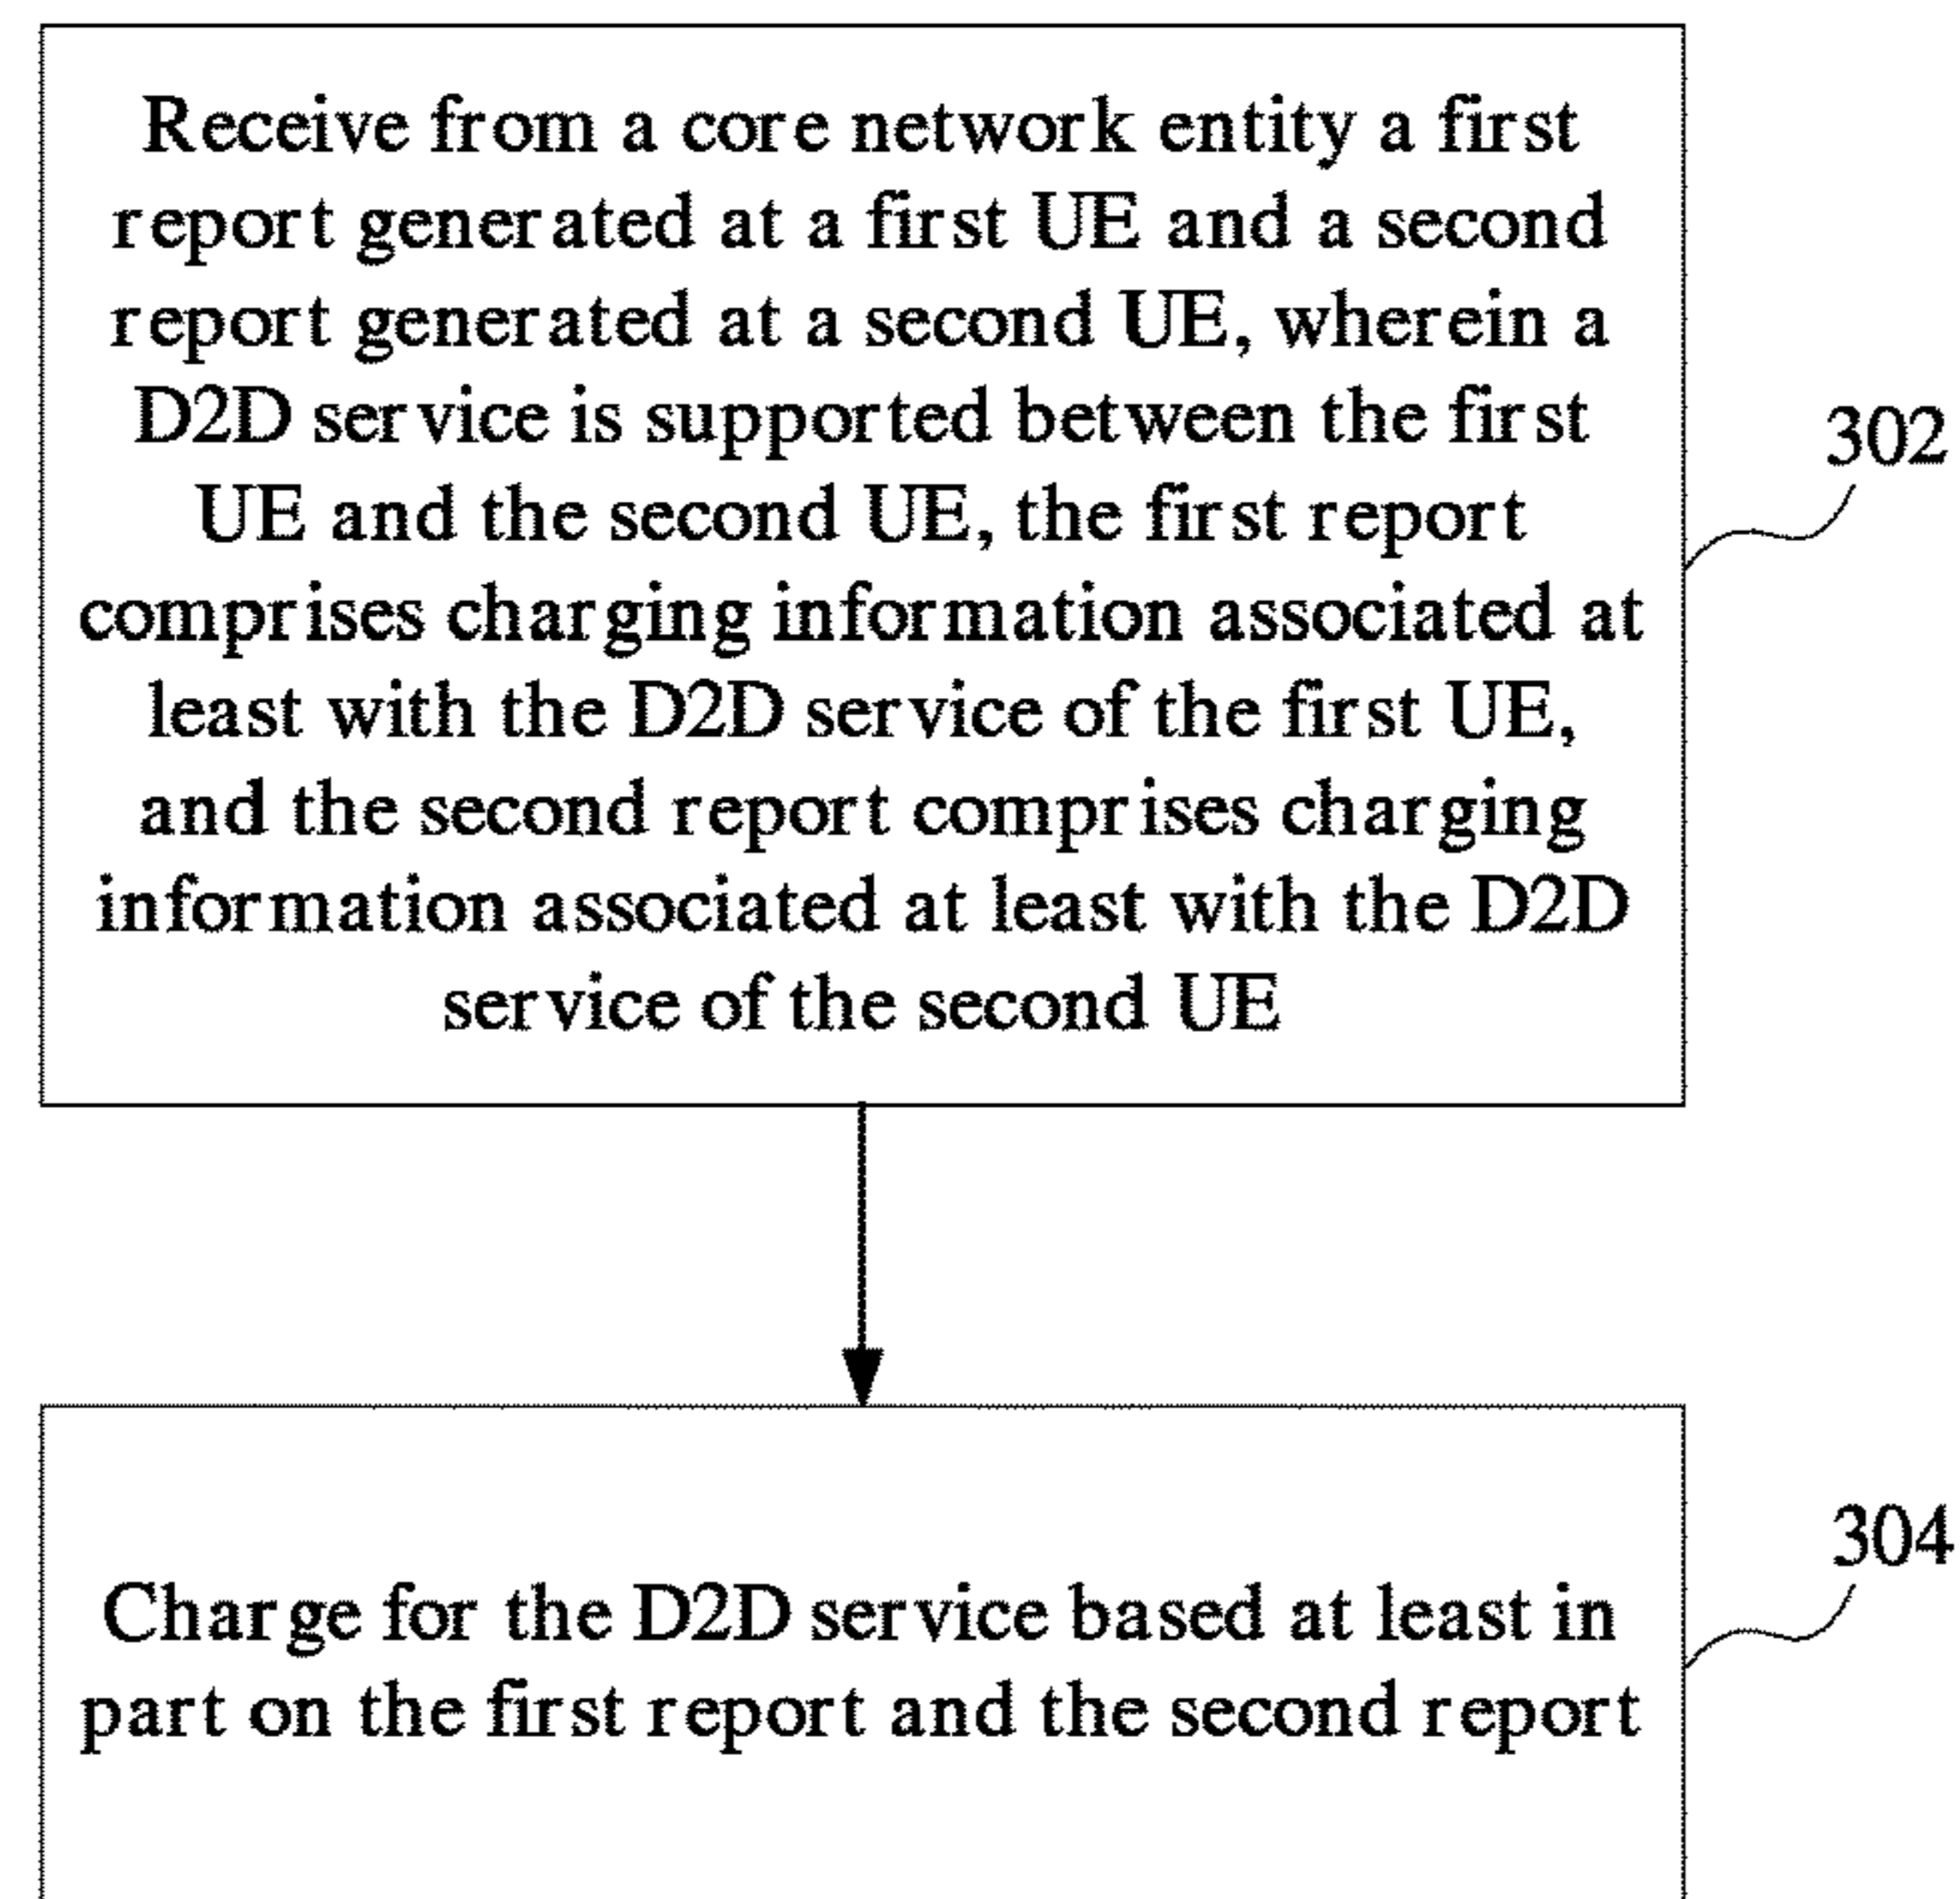 Receive from a core network entity a first
report generated at a first UE and a second
report generated at a second UE, wherein a
D2D service is supported between the first
UE and the second UE, the first report
comprises charging information associated at
least with the D2D service of the first UE,
and the second report comprises charging
information associated at least with the D2D
service of the second UE
302
304
Charge for the D2D service based at least in
part on the first report and the second report